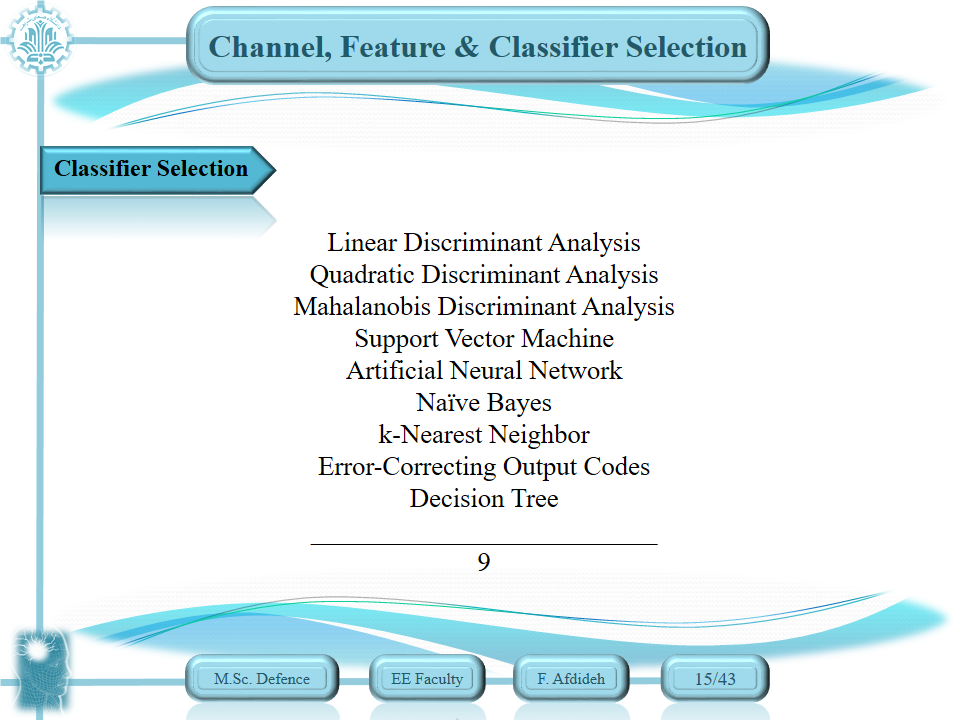 Channel, Feature & Classifier Selection
Classifier Selection
Linear Discriminant Analysis
Quadratic Discriminant Analysis
Mahalanobis Discriminant Analysis
Support Vector Machine
Artificial Neural Network
Naïve Bayes
k-Nearest Neighbor
Error-Correcting Output Codes
Decision Tree
9
M.Sc. Defence
EE Faculty
F. Afdideh
15/43